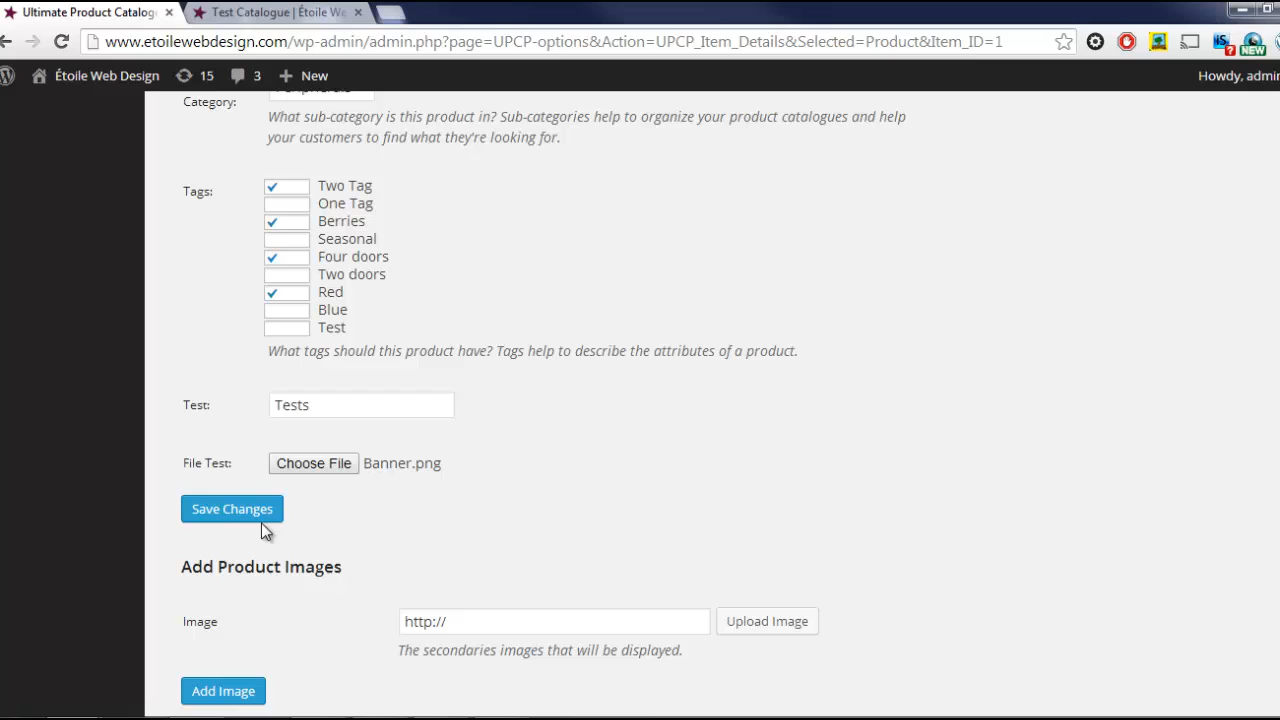 Ultimate Product Catalog
Test Catalogue | Étoile We
www.etoilewebdesign.com/wp-admin/admin.php?page=UPCP-options&Action=UPCP_Item_Details&Selected=Product&Item_ID=1
iS
?
NEW
Étoile Web Design 15 3 New Howdy, admin
Category:
What sub-category is this product in? Sub-categories help to organize your product catalogues and help
your customers to find what they're looking for.
Tags: Two Tag
One Tag
Berries
Seasonal
Four doors
Two doors
Red
Blue
Test
What tags should this product have? Tags help to describe the attributes of a product.
Test: Tests
File Test: Choose File Banner.png
Save Changes
Add Product Images
Image http:// Upload Image
The secondaries images that will be displayed.
Add Image